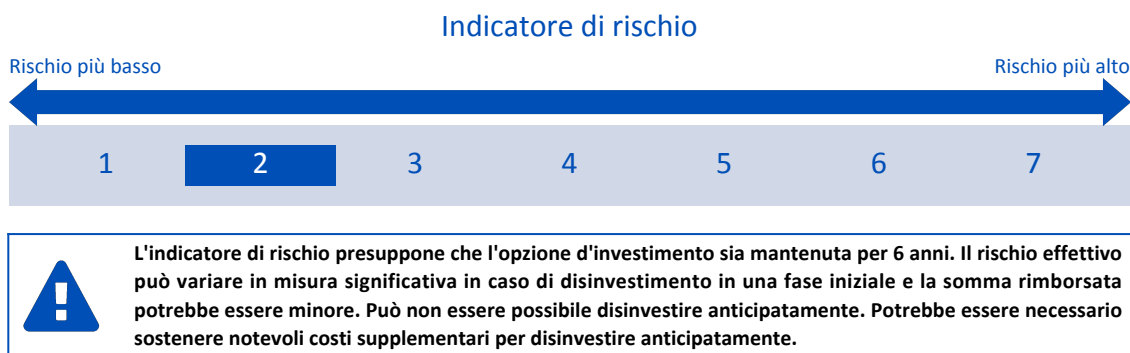 Indicatore di rischio
Rischio più basso Rischio più alto
1 2 3 4 5 6 7
L'indicatore di rischio presuppone che l'opzione d'investimento sia mantenuta per 6 anni. Il rischio effettivo
può variare in misura significativa in caso di disinvestimento in una fase iniziale e la somma rimborsata
potrebbe essere minore. Può non essere possibile disinvestire anticipatamente. Potrebbe essere necessario
sostenere notevoli costi supplementari per disinvestire anticipatamente.